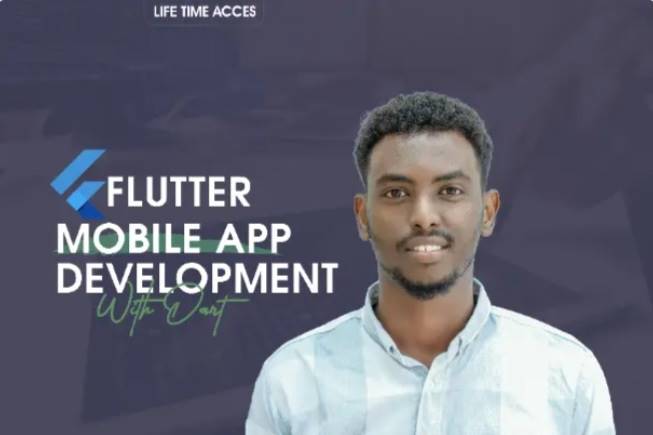 LIFE TIME ACCES
FLUTTER
MOBILE APP
DEVELOPMENT
With Dart